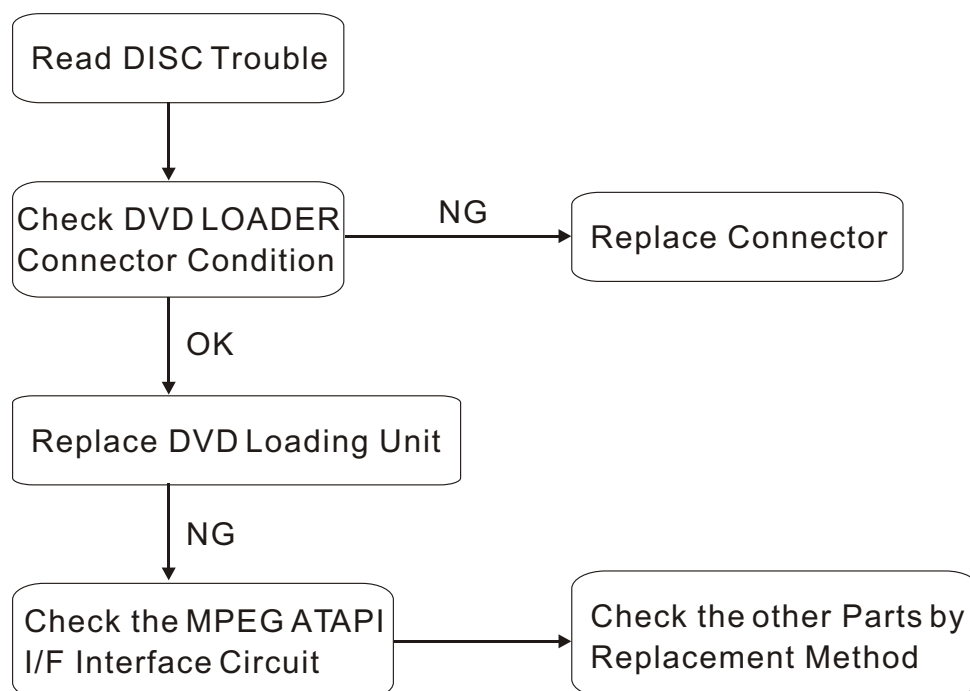 Read DISC Trouble
Check DVD LOADER
Connector Condition
NG
Replace Connector
OK
Replace DVD Loading Unit
NG
Check the MPEG ATAPI
I/F Interface Circuit
Check the other Parts by
Replacement Method